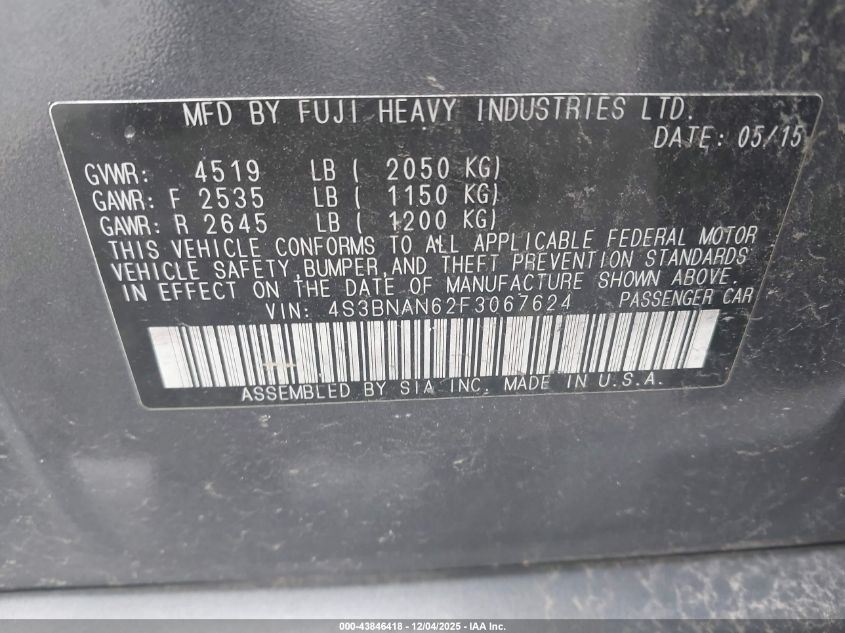 MFD BY FUJI HEAVY INDUSTRIES LTD.
DATE: 05/15
GVWR: 4519 LB ( 2050 KG)
GAWR: F 2535 LB ( 1150 KG)
GAWR: R 2645 LB ( 1200 KG)
THIS VEHICLE CONFORMS TO ALL APPLICABLE FEDERAL MOTOR
VEHICLE SAFETY,BUMPER,AND THEFT PREVENTION STANDARDS
IN EFFECT ON THE DATE OF MANUFACTURE SHOWN ABOVE.
VIN: 4S3BNAN62F3067624 PASSENGER CAR
ASSEMBLED BY SIA INC. MADE IN U.S.A.
000-43846418 - 12/04/2025 - IAA Inc.